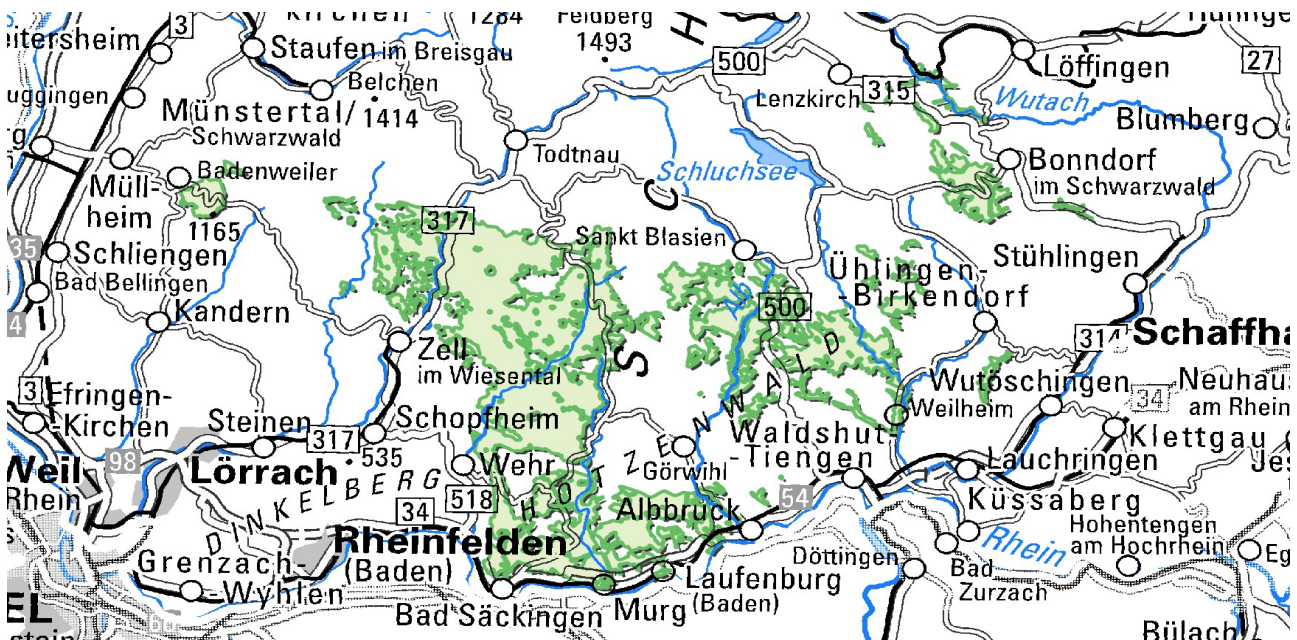 1284
Feldberg
1493
3
500
Staufen im Breisgau
Belchen
1414
Münstertal/
Schwarzwald
Löffingen
27
Lenzkirch
315
Wutach
Blumberg
Todtnau
Schluchsee
Bonndorf
im Schwarzwald
Badenweiler
Müll-
heim
1165
317
Sankt Blasien
Schliengen
Bad Bellingen
Kandern
Ühlingen-
-Birkendorf
Stühlingen
Alb
500
314
Zell
im Wiesental
3
Efringen-
-Kirchen
Steinen
317
535
Schopfheim
98
Lörrach
Weil
Rhein
DINKELBERG
Wehr
518
34
HOTZENWALD
Görwihl
S
C
H
Weilheim
Wutöschingen
34
am Rhein
Klettgau
Waldshut-
-Tiengen
Lauchringen
Küssaberg
54
Albbruck
Rheinfelden
(Baden)
Grenzach-
-Wyhlen
Bad Säckingen
Murg
Laufenburg
(Baden)
Döttingen
Bad
Zurzach
Rhein
Hohentengen
am Hochrhein
Bülach